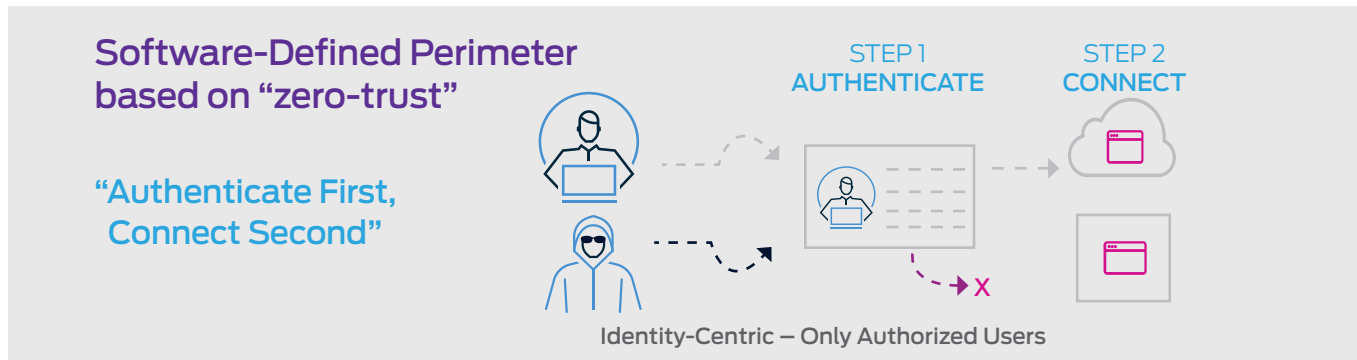 Software-Defined Perimeter
based on “zero-trust”
“Authenticate First,
Connect Second”
STEP 1
AUTHENTICATE
STEP 2
CONNECT
X
Identity-Centric – Only Authorized Users